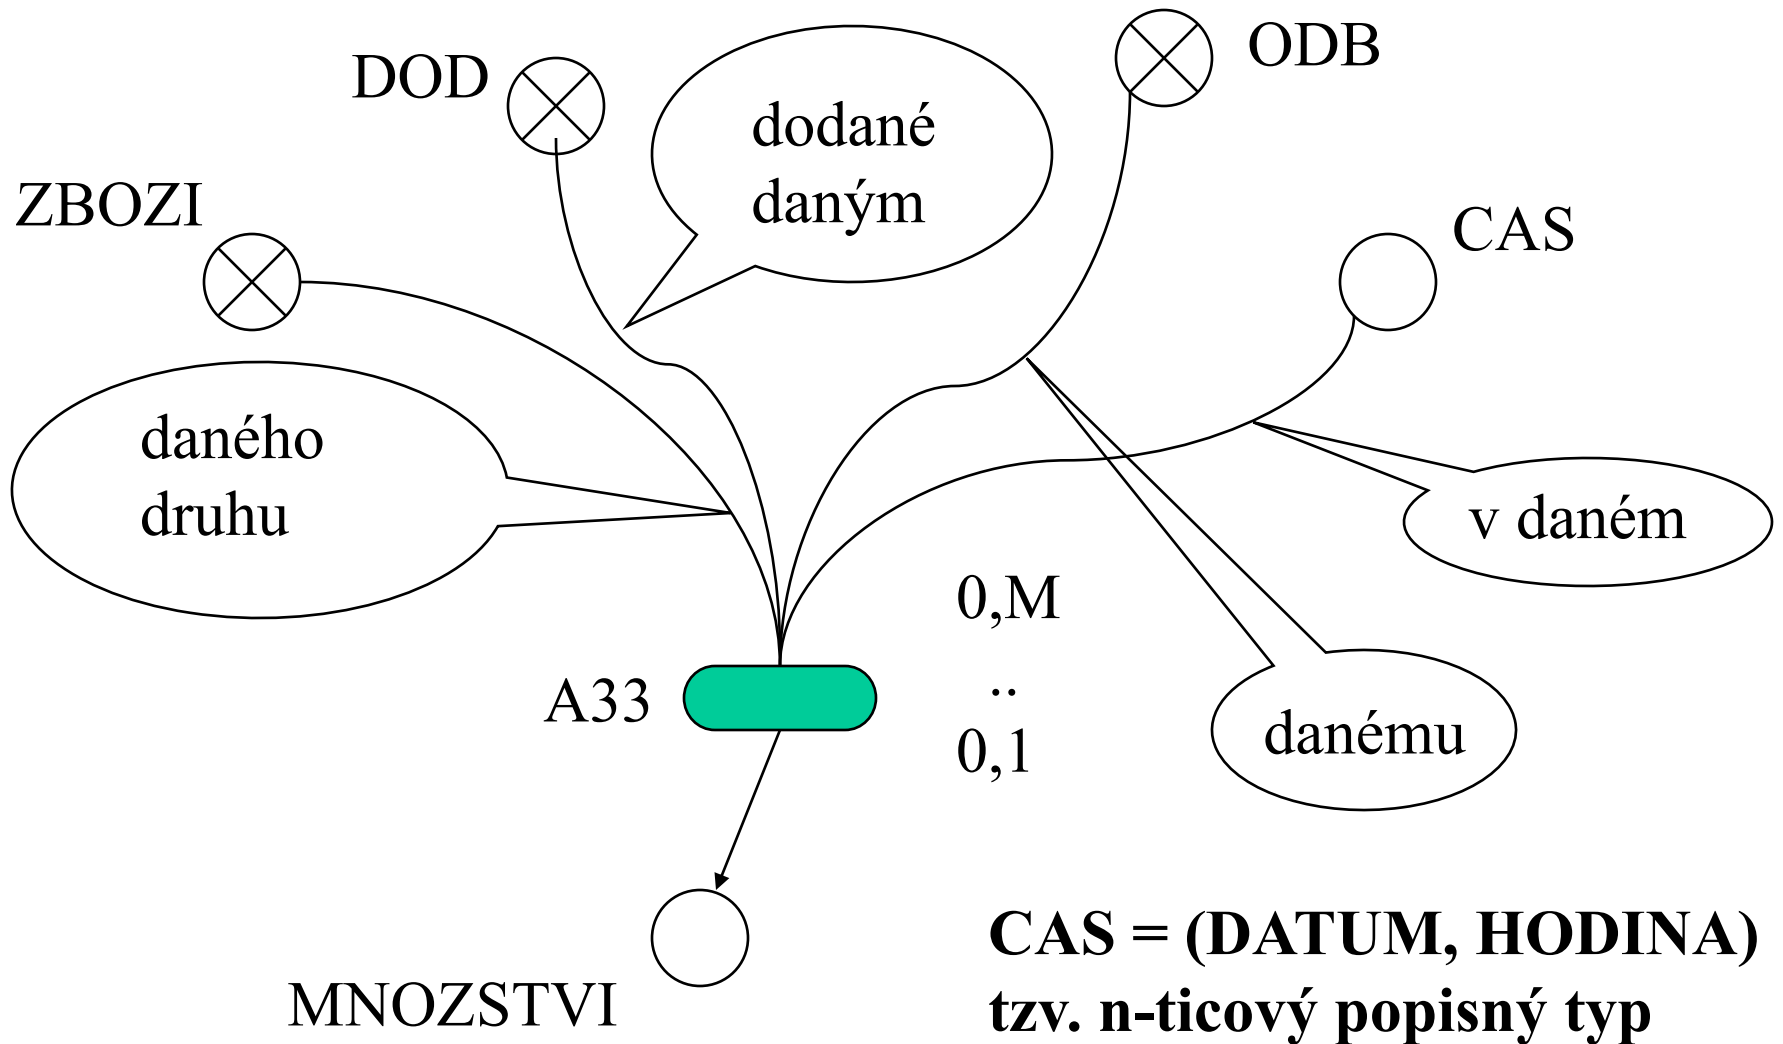 DOD
ODB
dodané
daným
ZBOZI
CAS
daného
druhu
v daném
0,M
..
0,1
A33
danému
MNOZSTVI
CAS = (DATUM, HODINA)
tzv. n-ticový popisný typ